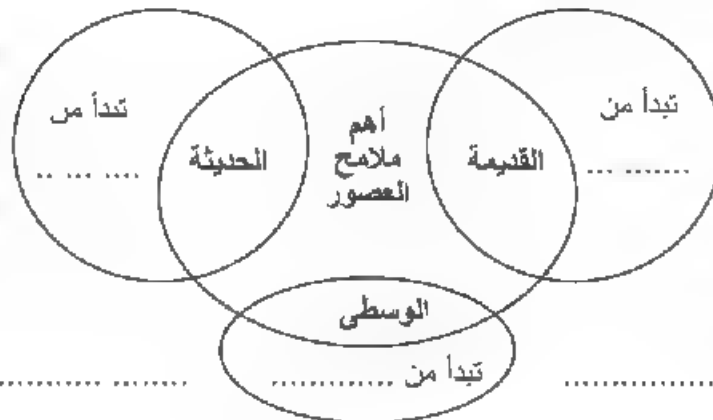 أهم
ملامح
العصور
تبدأ من
القديمة ... .......
تبدأ من
الحديثة .... ... ..
الوسطى
................. ........ تبدأ من ............. ........ .................